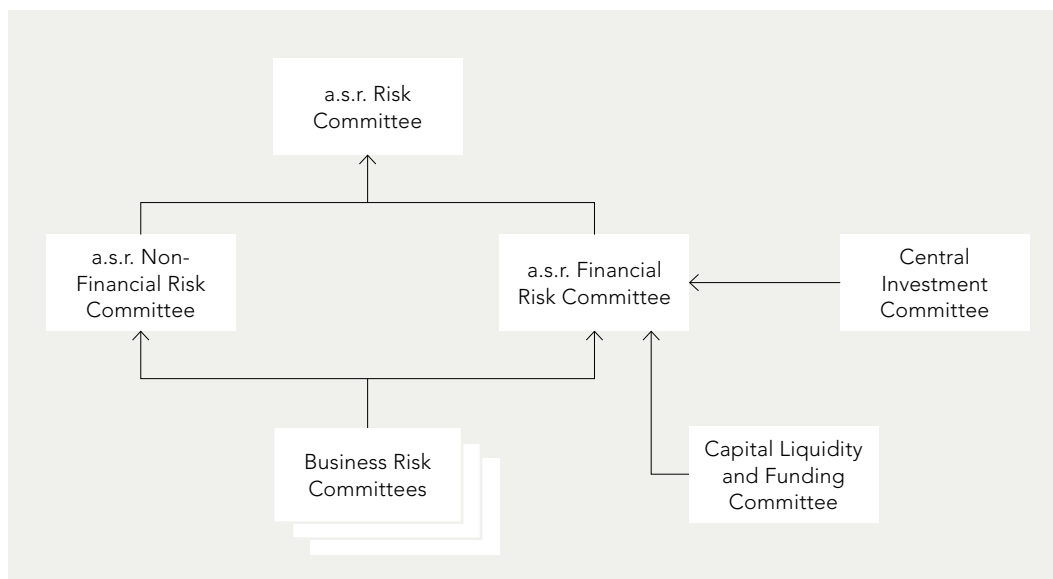 a.s.r. Risk
Committee
a.s.r. Non-
Financial Risk
Committee
a.s.r. Financial
Risk Committee
Central
Investment
Committee
Business Risk
Committees
Capital Liquidity
and Funding
Committee